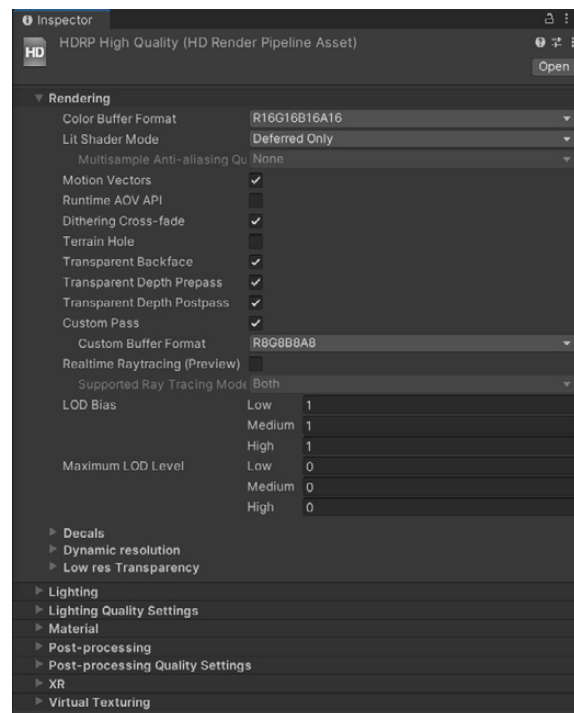 Inspector
HDRP High Quality (HD Render Pipeline Asset)
HD
Open
Rendering
Color Buffer Format R16G16B16A16
Lit Shader Mode Deferred Only
Multisample Anti-aliasing Qu None
Motion Vectors
Runtime AOV API
Dithering Cross-fade
Terrain Hole
Transparent Backface
Transparent Depth Prepass
Transparent Depth Postpass
Custom Pass
Custom Buffer Format R8G8B8A8
Realtime Raytracing (Preview)
Supported Ray Tracing Mode Both
LOD Bias Low 1
Medium 1
High 1
Maximum LOD Level Low 0
Medium 0
High 0
Decals
Dynamic resolution
Low res Transparency
Lighting
Lighting Quality Settings
Material
Post-processing
Post-processing Quality Settings
XR
Virtual Texturing